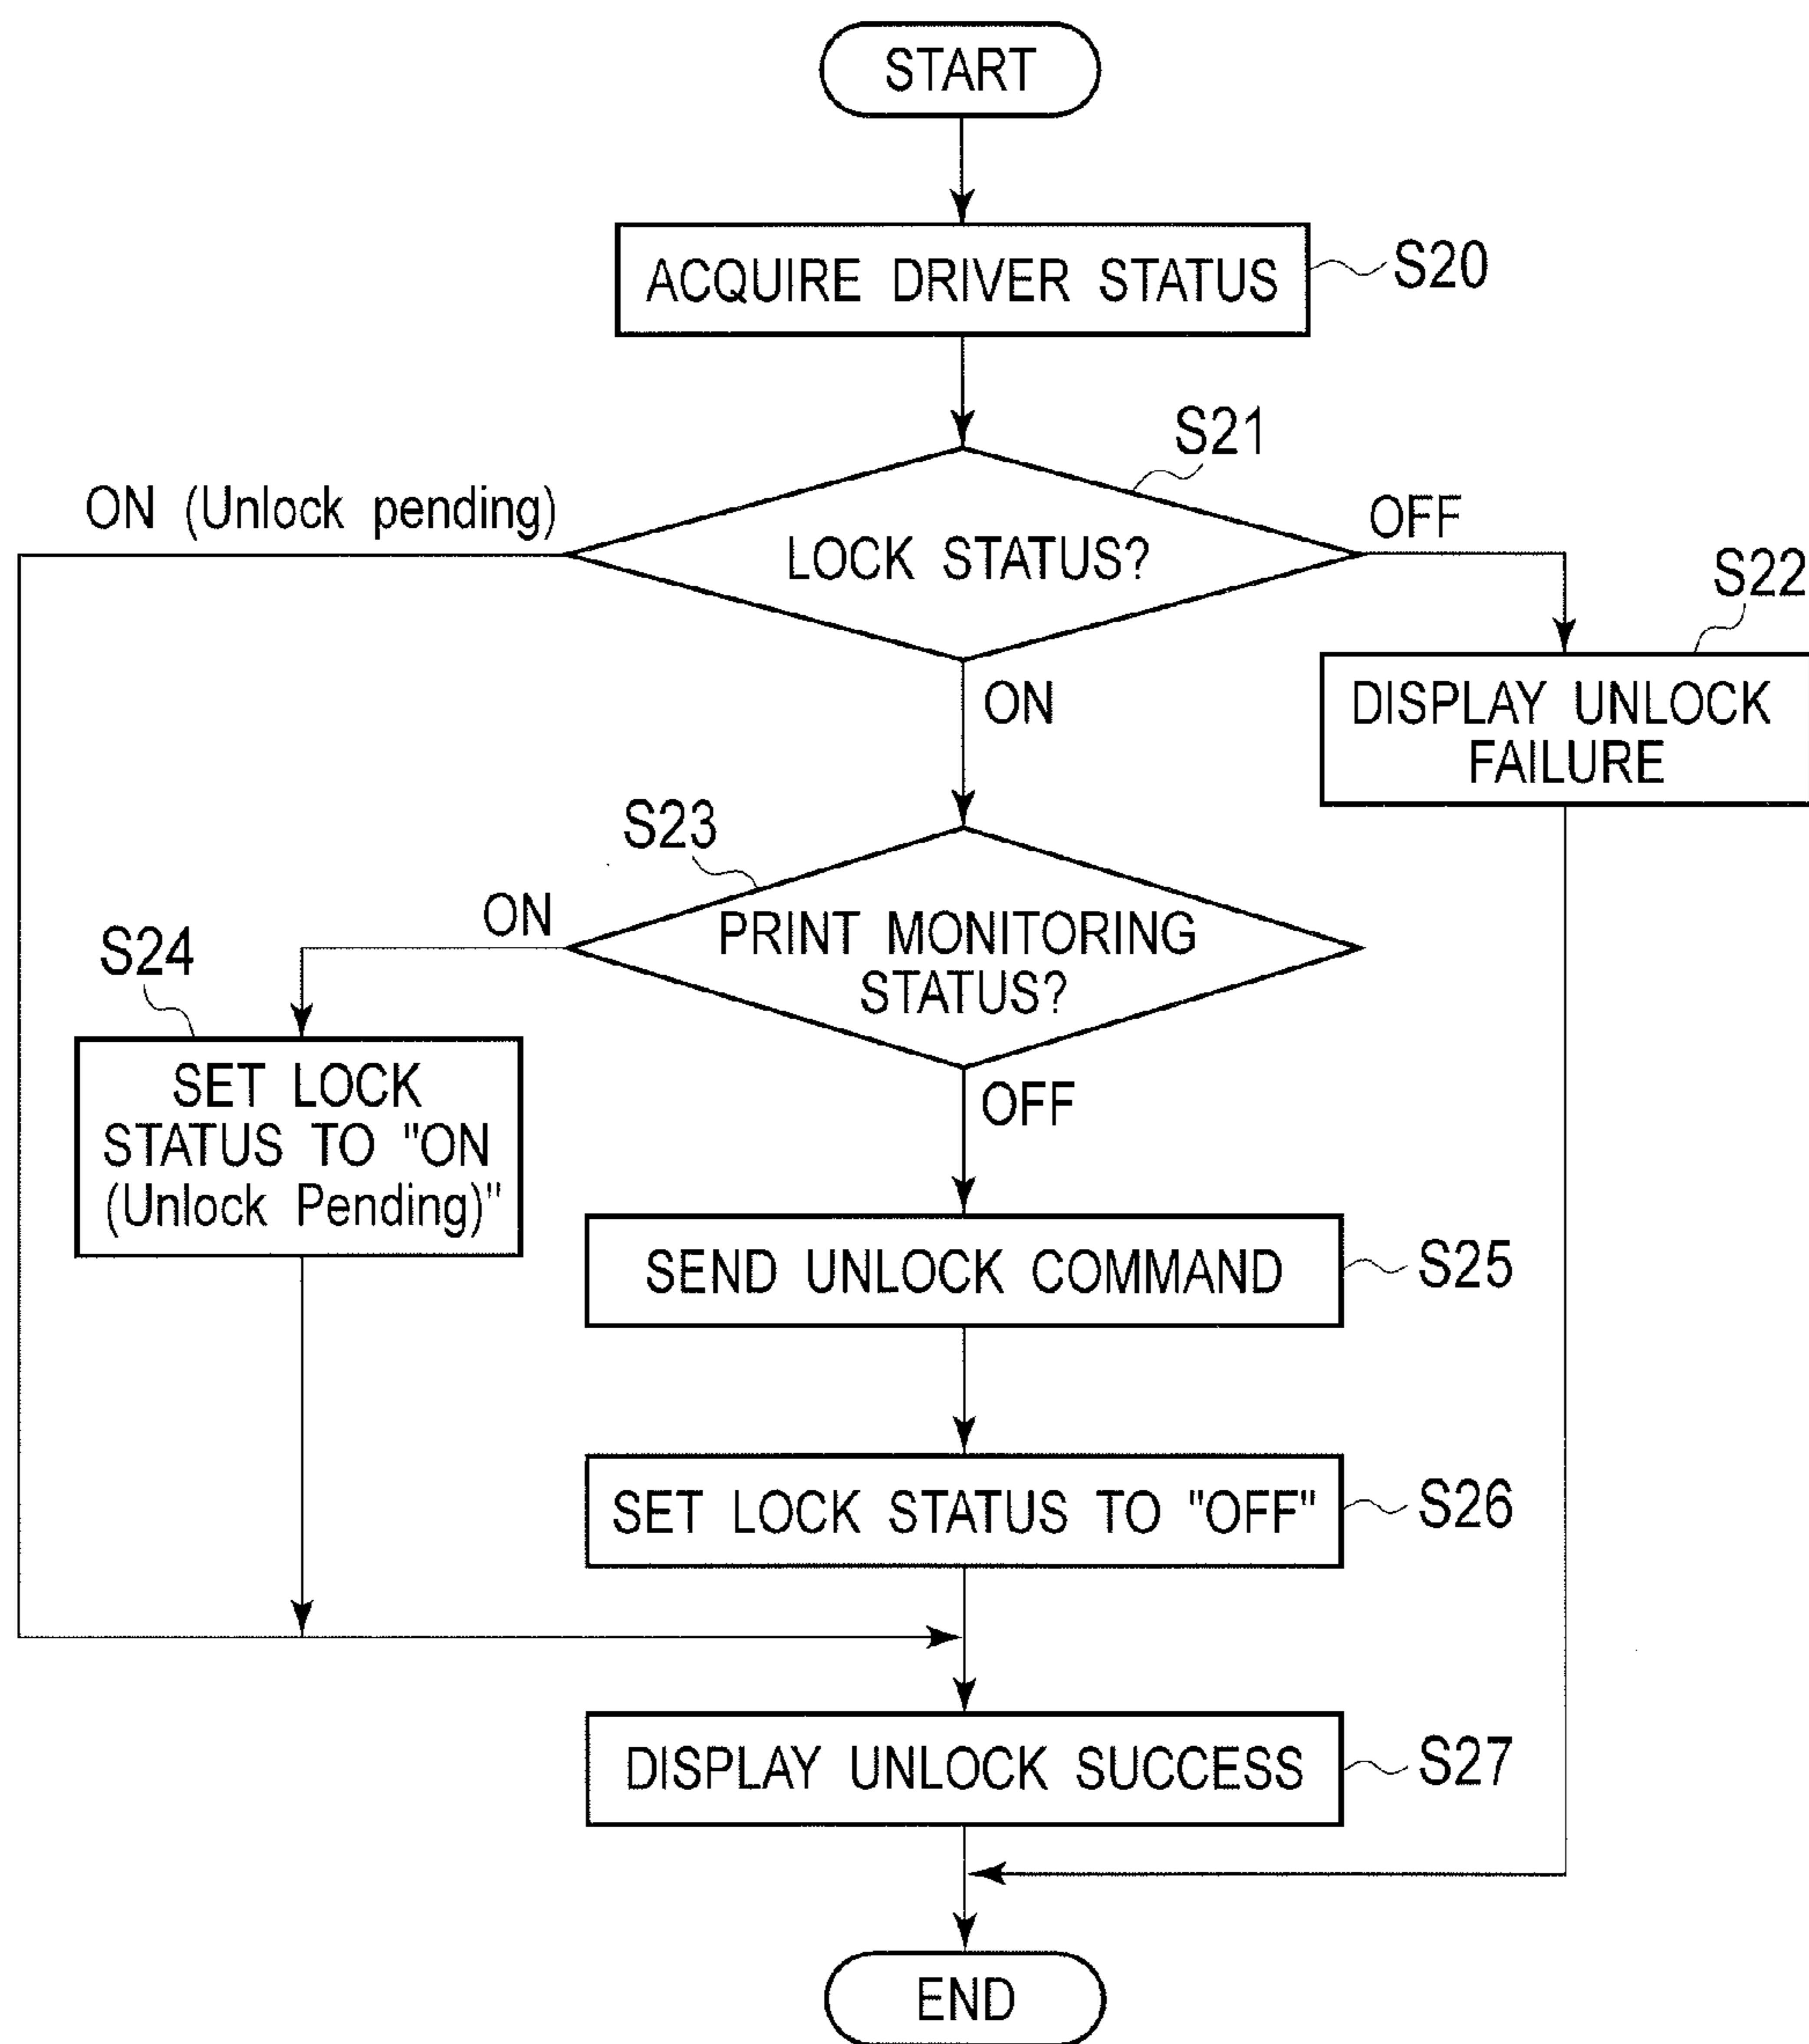 START
ACQUIRE DRIVER STATUS
S20
S21
ON (Unlock pending)
OFF
LOCK STATUS?
S22
DISPLAY UNLOCK
FAILURE
ON
S23
ON
PRINT MONITORING
STATUS?
S24
SET LOCK
STATUS TO "ON
(Unlock Pending)"
OFF
SEND UNLOCK COMMAND
S25
SET LOCK STATUS TO "OFF"
S26
DISPLAY UNLOCK SUCCESS
S27
END